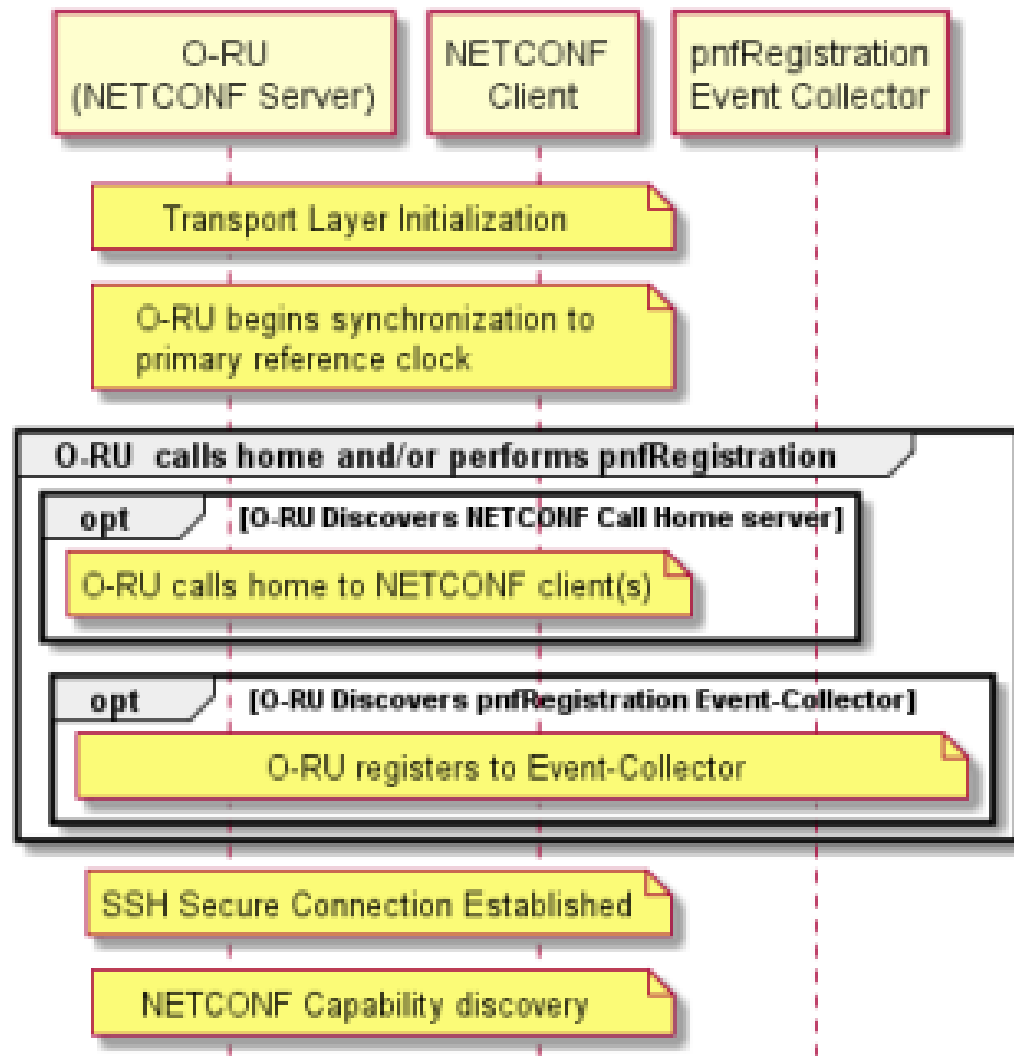 O-RU
(NETCONF Server)
NETCONF
Client
pnfRegistration
Event Collector
Transport Layer Initialization
O-RU begins synchronization to
primary reference clock
O-RU calls home and/or performs pnfRegistration
opt [O-RU Discovers NETCONF Call Home server]
O-RU calls home to NETCONF client(s)
opt [O-RU Discovers pnfRegistration Event-Collector]
O-RU registers to Event-Collector
SSH Secure Connection Established
NETCONF Capability discovery